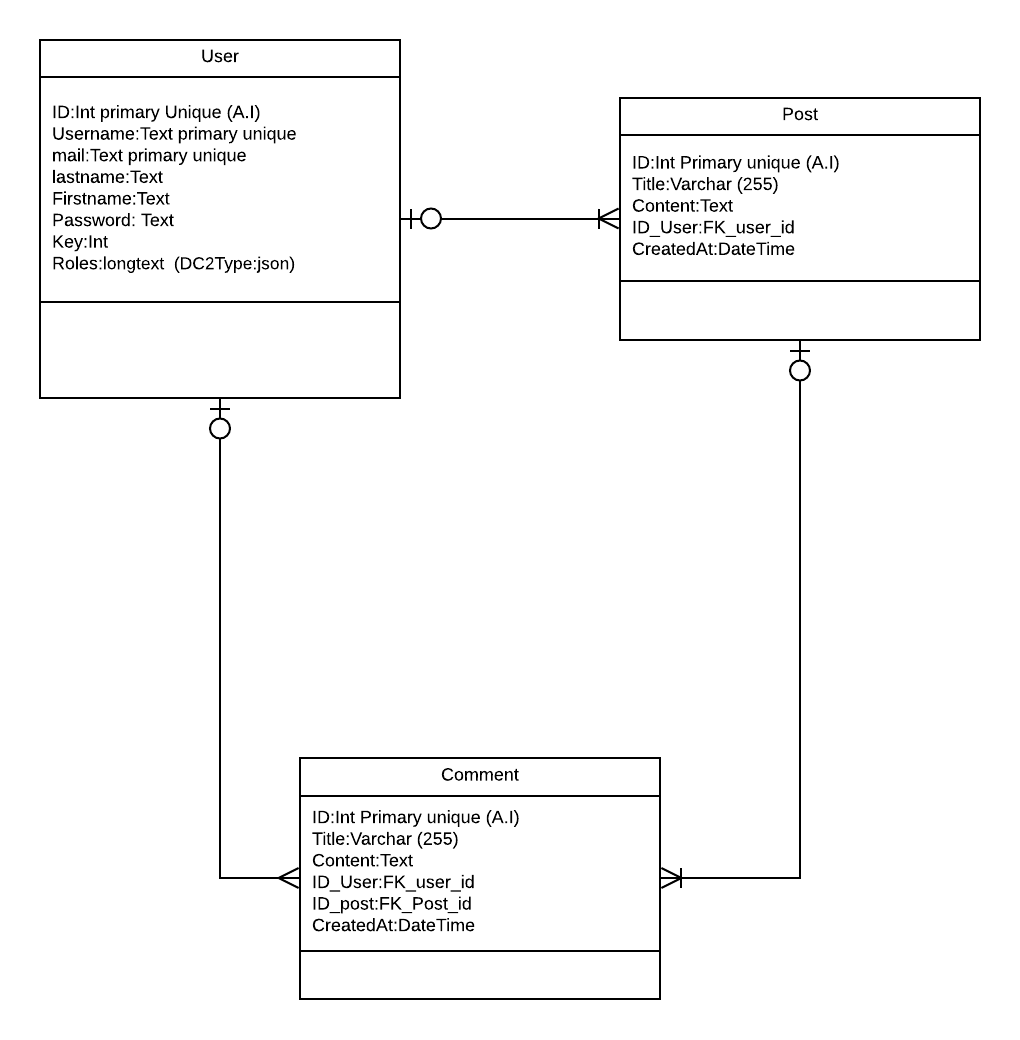 User
ID:Int primary Unique (A.I)
Username:Text primary unique
mail:Text primary unique
lastname:Text
Firstname:Text
Password: Text
Key:Int
Roles:longtext  (DC2Type:json)
Post
ID:Int Primary unique (A.I)
Title:Varchar (255)
Content:Text
ID_User:FK_user_id
CreatedAt:DateTime
Comment
ID:Int Primary unique (A.I)
Title:Varchar (255)
Content:Text
ID_User:FK_user_id
ID_post:FK_Post_id
CreatedAt:DateTime